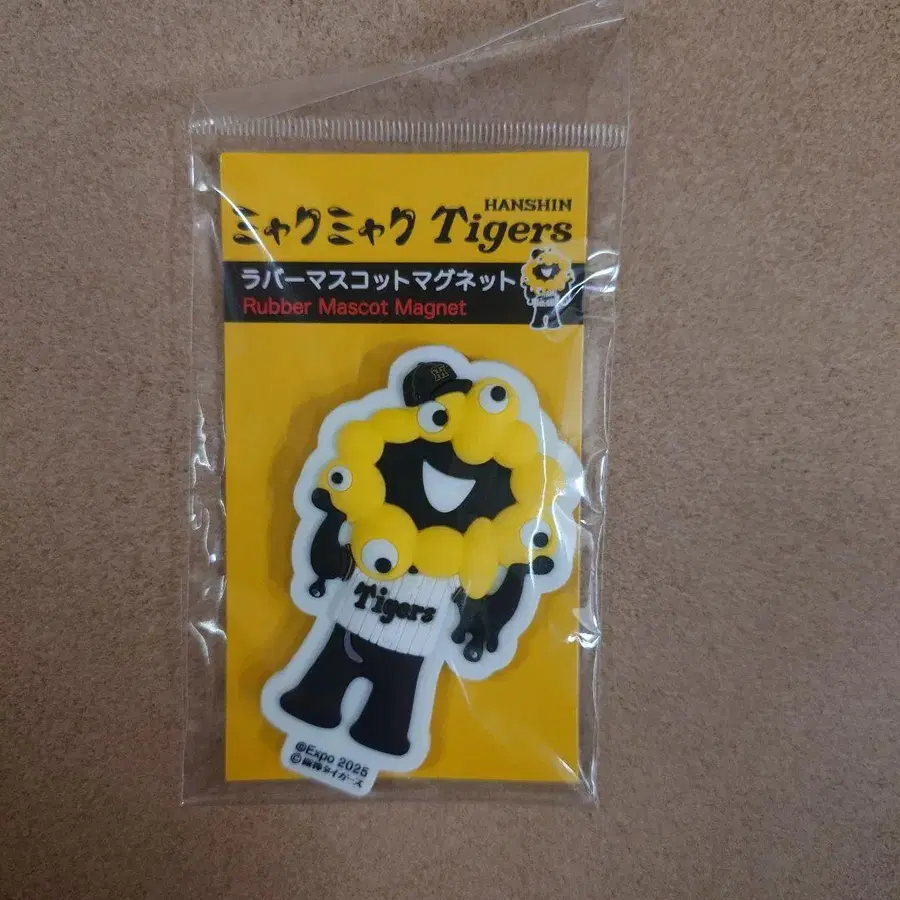 HANSHIN
ミャクミャク Tigers
ラバーマスコットマグネット
Rubber Mascot Magnet
Tigers
©Expo 2025
©阪神タイガース